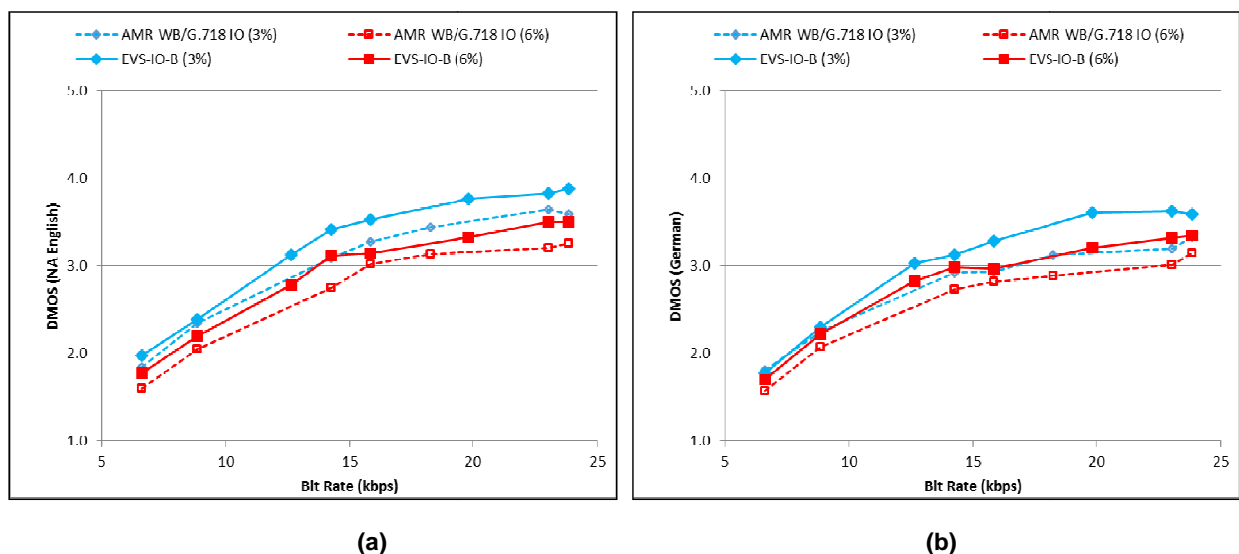 AMR WB/G.718 IO (3%) AMR WB/G.718 IO (6%)
EVS-IO-B (3%) EVS-IO-B (6%)
5.0
4.0
3.0
2.0
1.0
DMOS (NA English)
5 10 15 20 25
Bit Rate (kbps)
(a)
AMR WB/G.718 IO (3%) AMR WB/G.718 IO (6%)
EVS-IO-B (3%) EVS-IO-B (6%)
5.0
4.0
3.0
2.0
1.0
DMOS (German)
5 10 15 20 25
Bit Rate (kbps)
(b)